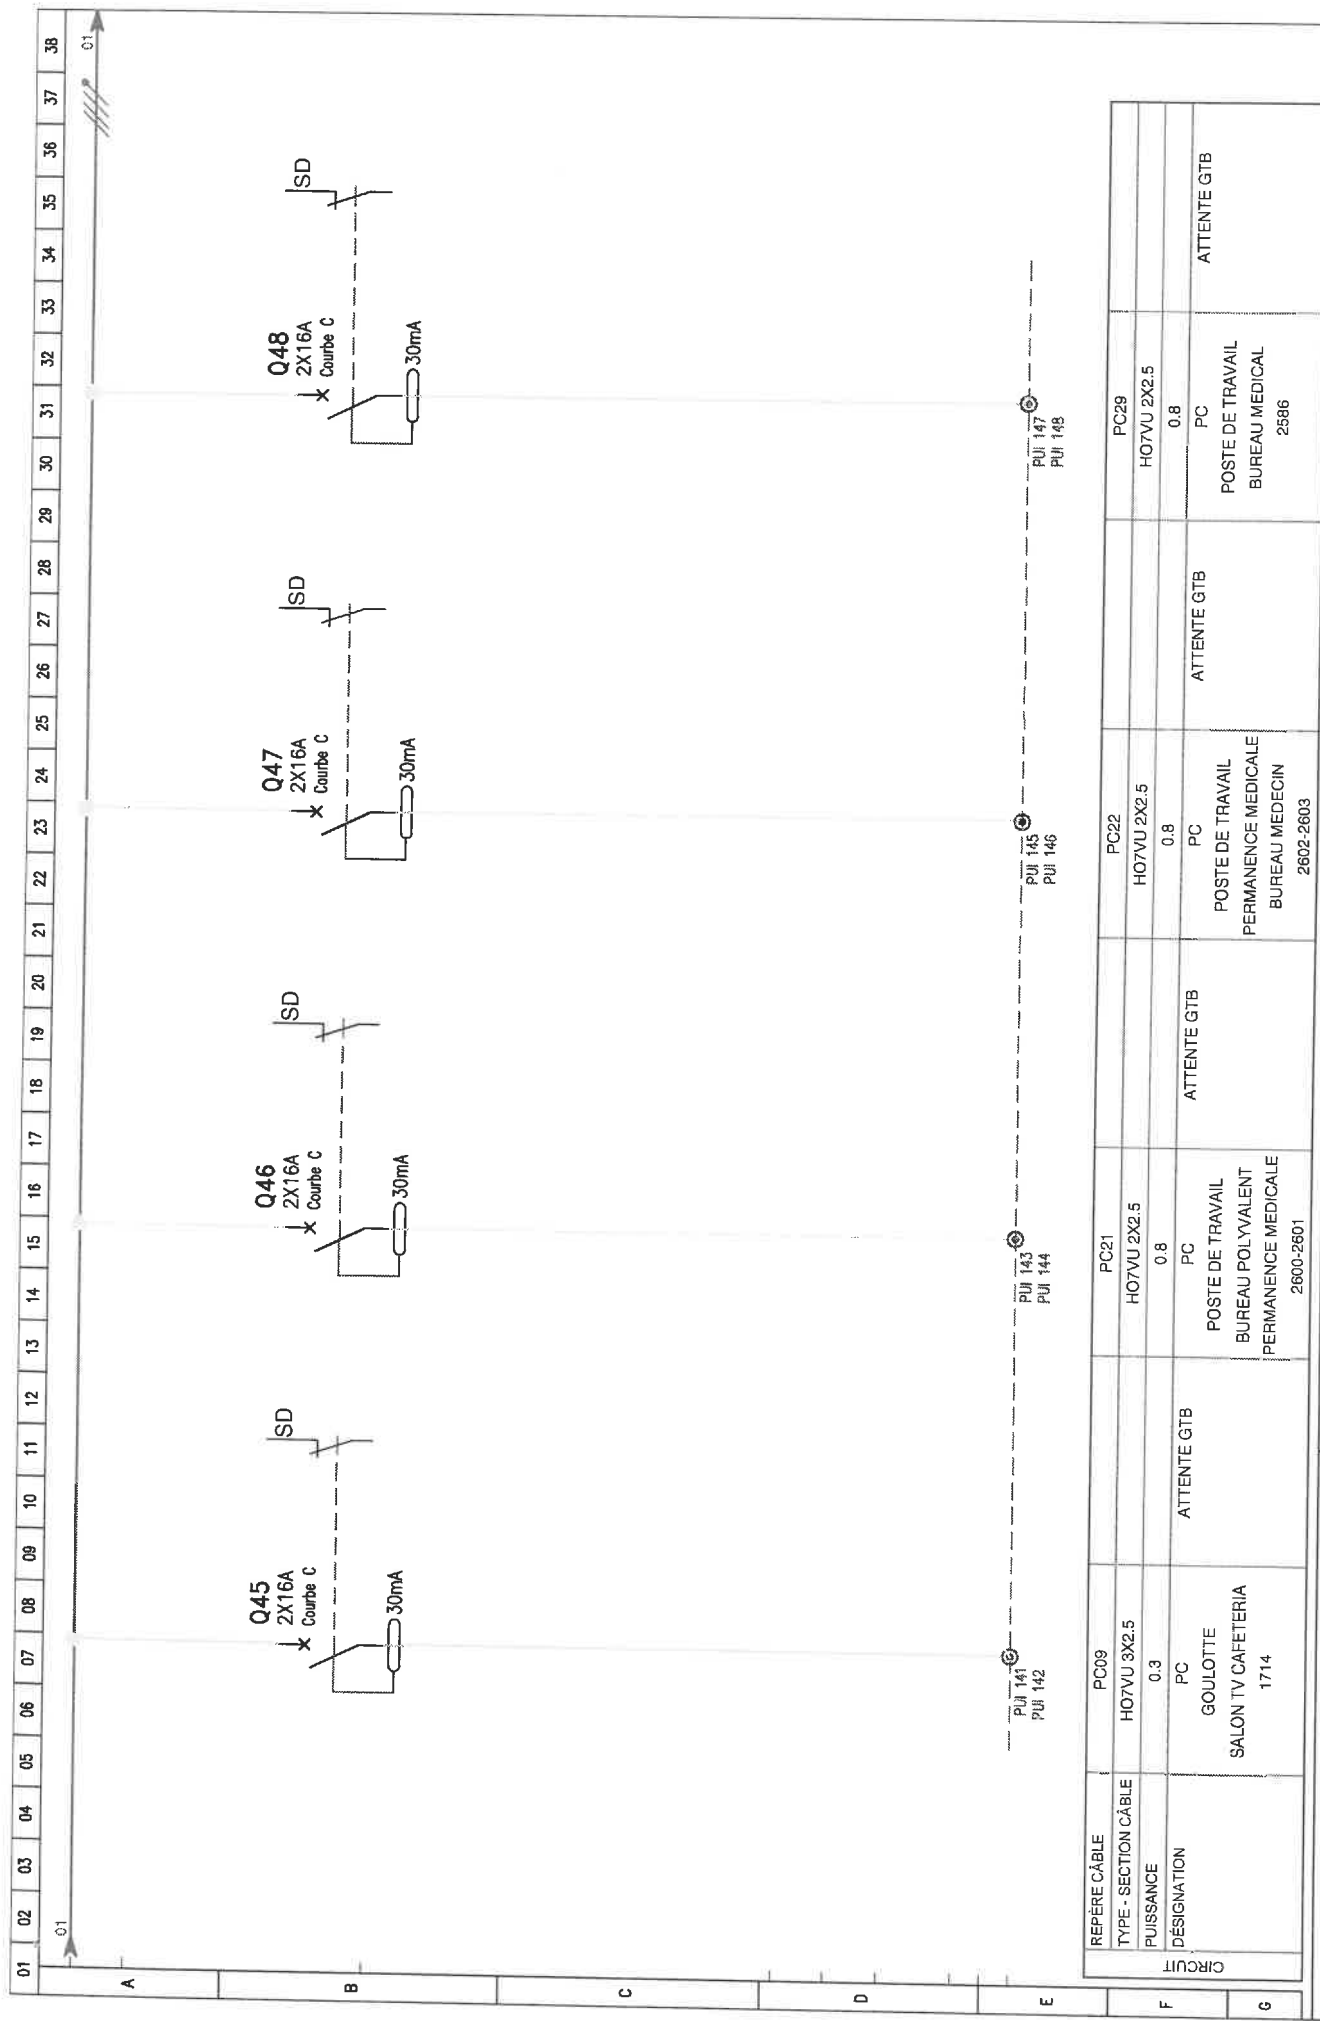 01 02 03 04 05 06 07 08 09 10 11 12 13 14 15 16 17 18 19 20 21 22 23 24 25 26 27 28 29 30 31 32 33 34 35 36 37 38
01
01
A
B
C
D
E
F
G
Q45
2X16A
Courbe C
SD
30mA
Q46
2X16A
Courbe C
SD
30mA
Q47
2X16A
Courbe C
SD
30mA
Q48
2X16A
Courbe C
SD
30mA
PUI 141
PUI 142
PUI 143
PUI 144
PUI 145
PUI 146
PUI 147
PUI 148
CIRCUIT
REPÈRE CÂBLE PC09 PC21 PC22 PC29
TYPE - SECTION CÂBLE HO7VU 3X2.5 HO7VU 2X2.5 HO7VU 2X2.5 HO7VU 2X2.5
PUISSANCE 0.3 0.8 0.8 0.8
DÉSIGNATION
PC
GOULOTTE
SALON TV CAFETERIA
1714
ATTENTE GTB
PC
POSTE DE TRAVAIL
BUREAU POLYVALENT
PERMANENCE MEDICALE
2600-2601
ATTENTE GTB
PC
POSTE DE TRAVAIL
PERMANENCE MEDICALE
BUREAU MEDECIN
2602-2603
ATTENTE GTB
PC
POSTE DE TRAVAIL
BUREAU MEDICAL
2586
ATTENTE GTB